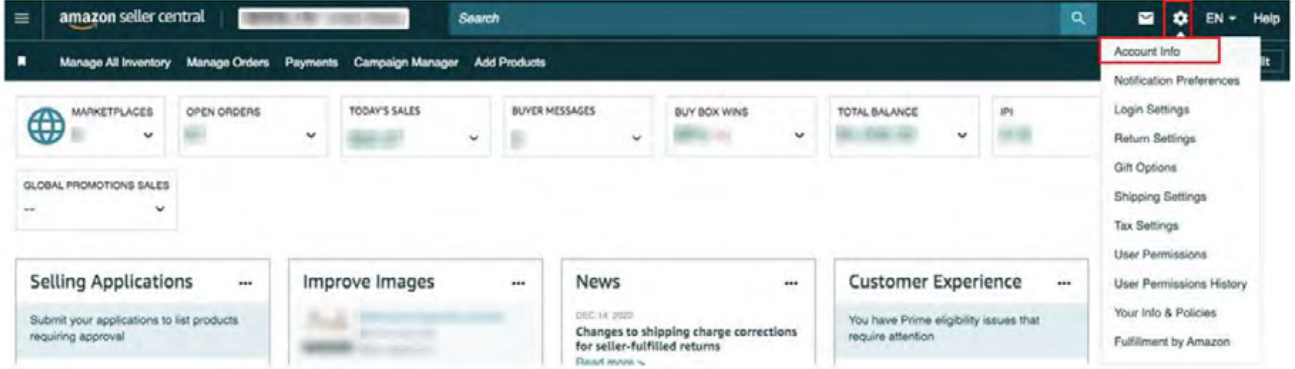 amazon seller central
Search
EN
Help
Manage All Inventory Manage Orders Payments Campaign Manager Add Products
Account Info
Notification Preferences
Login Settings
Return Settings
Gift Options
Shipping Settings
Tax Settings
User Permissions
User Permissions History
Your Info & Policies
Fulfillment by Amazon
MARKETPLACES
OPEN ORDERS
TODAY'S SALES
BUYER MESSAGES
BUY BOX WINS
TOTAL BALANCE
IPI
GLOBAL PROMOTIONS SALES
--
Selling Applications ...
Submit your applications to list products
requiring approval
Improve Images ...
News ...
DEC 14, 2022
Changes to shipping charge corrections
for seller-fulfilled returns
Read more >
Customer Experience ...
You have Prime eligibility issues that
require attention